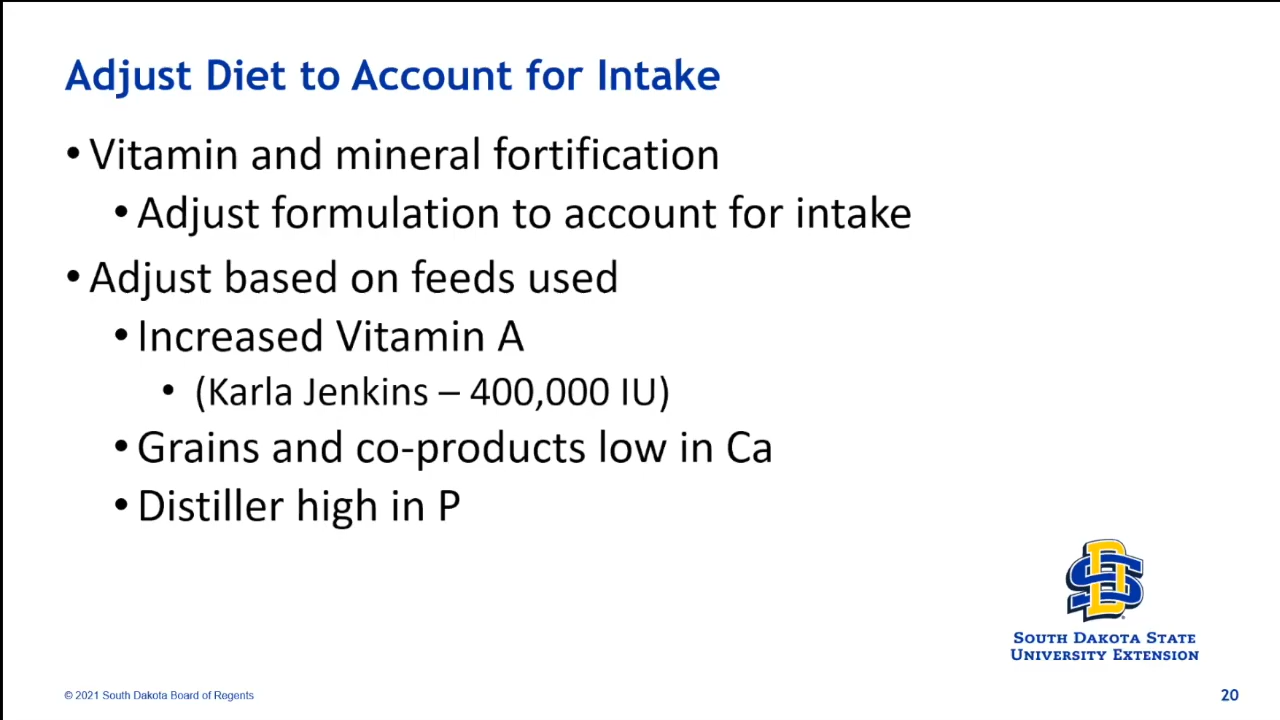 Adjust Diet to Account for Intake
• Vitamin and mineral fortification
• Adjust formulation to account for intake
• Adjust based on feeds used
• Increased Vitamin A
• (Karla Jenkins – 400,000 IU)
• Grains and co-products low in Ca
• Distiller high in P
SD
SOUTH DAKOTA STATE
UNIVERSITY EXTENSION
© 2021 South Dakota Board of Regents
20